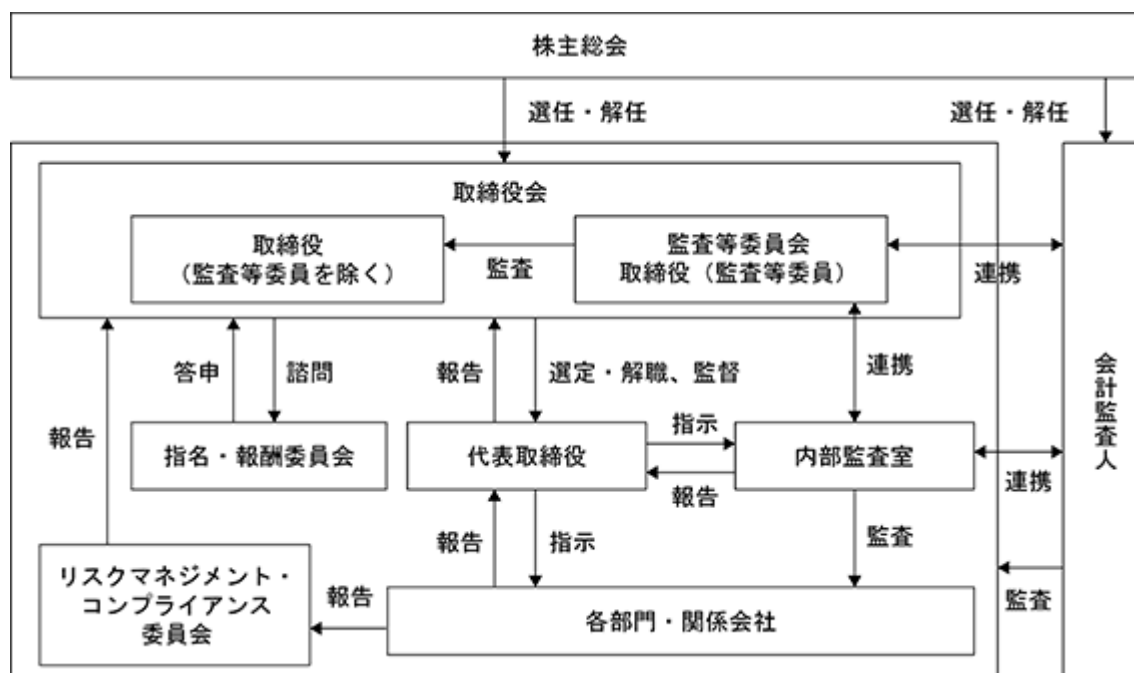 株主総会
選任・解任
選任・解任
取締役会
取締役
(監査等委員を除く)
監査
監査等委員会
取締役(監査等委員)
連携
答申
諮問
報告
選定・解職、監督
連携
会計監査人
報告
指名・報酬委員会
代表取締役
指示
報告
内部監査室
連携
報告
指示
監査
監査
リスクマネジメント・
コンプライアンス
委員会
報告
各部門・関係会社